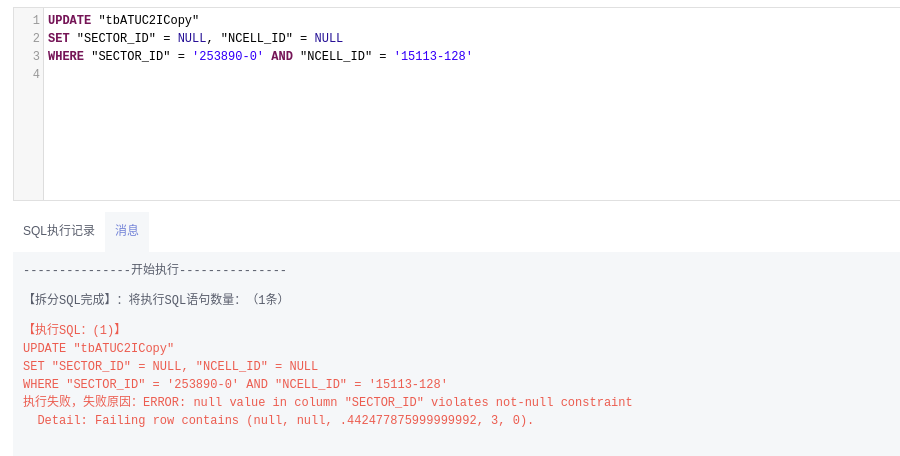 1 UPDATE "tbATUC2ICopy"
2 SET "SECTOR_ID" = NULL, "NCELL_ID" = NULL
3 WHERE "SECTOR_ID" = '253890-0' AND "NCELL_ID" = '15113-128'
4
SQL执行记录 消息
---------------开始执行---------------
【拆分SQL完成】：将执行SQL语句数量：（1条）
【执行SQL：(1)】
UPDATE "tbATUC2ICopy"
SET "SECTOR_ID" = NULL, "NCELL_ID" = NULL
WHERE "SECTOR_ID" = '253890-0' AND "NCELL_ID" = '15113-128'
执行失败，失败原因：ERROR: null value in column "SECTOR_ID" violates not-null constraint
  Detail: Failing row contains (null, null, .442477875999999992, 3, 0).